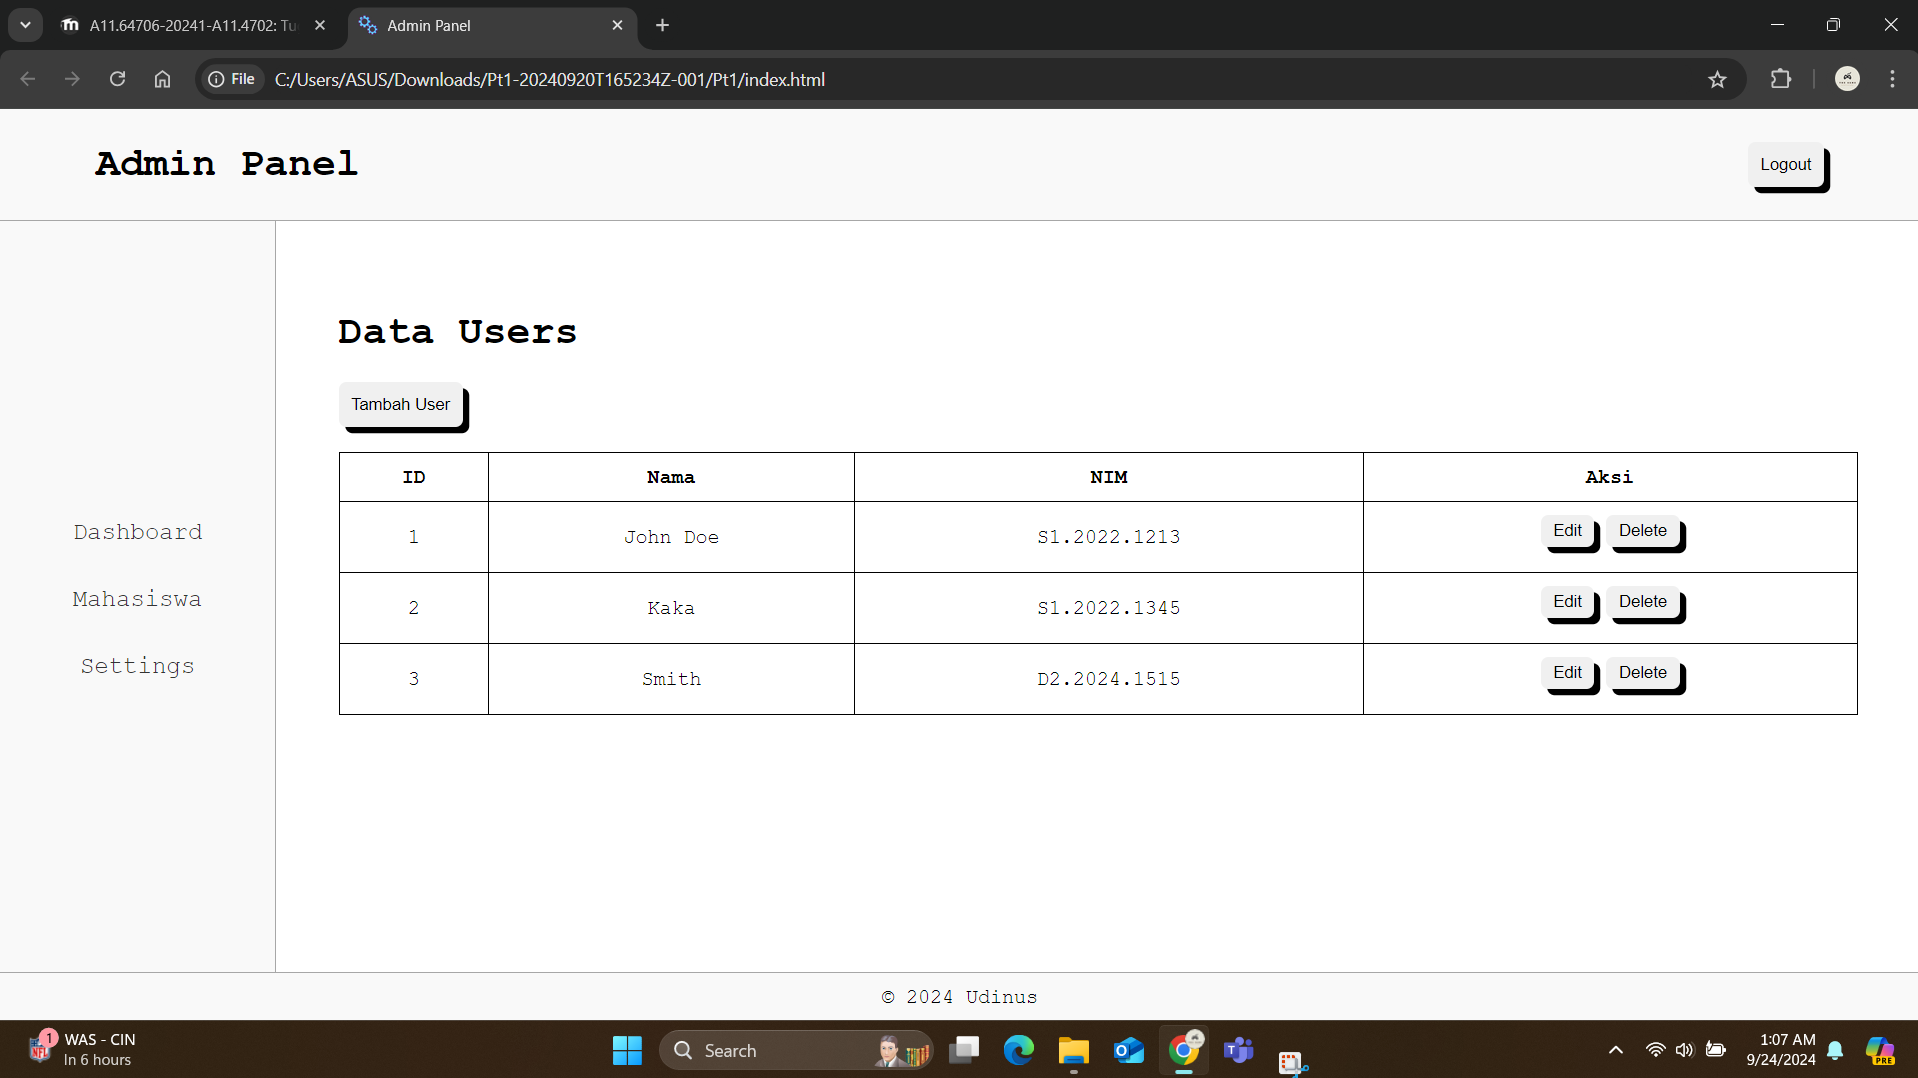 A11.64706-20241-A11.4702: Tu
Admin Panel
File
C:/Users/ASUS/Downloads/Pt1-20240920T165234Z-001/Pt1/index.html
Admin Panel
Logout
Data Users
Tambah User
ID Nama NIM Aksi
1 John Doe S1.2022.1213 Edit Delete
2 Kaka S1.2022.1345 Edit Delete
3 Smith D2.2024.1515 Edit Delete
Dashboard
Mahasiswa
Settings
© 2024 Udinus
1
NFL
WAS - CIN
In 6 hours
Search
1:07 AM
9/24/2024
PRE